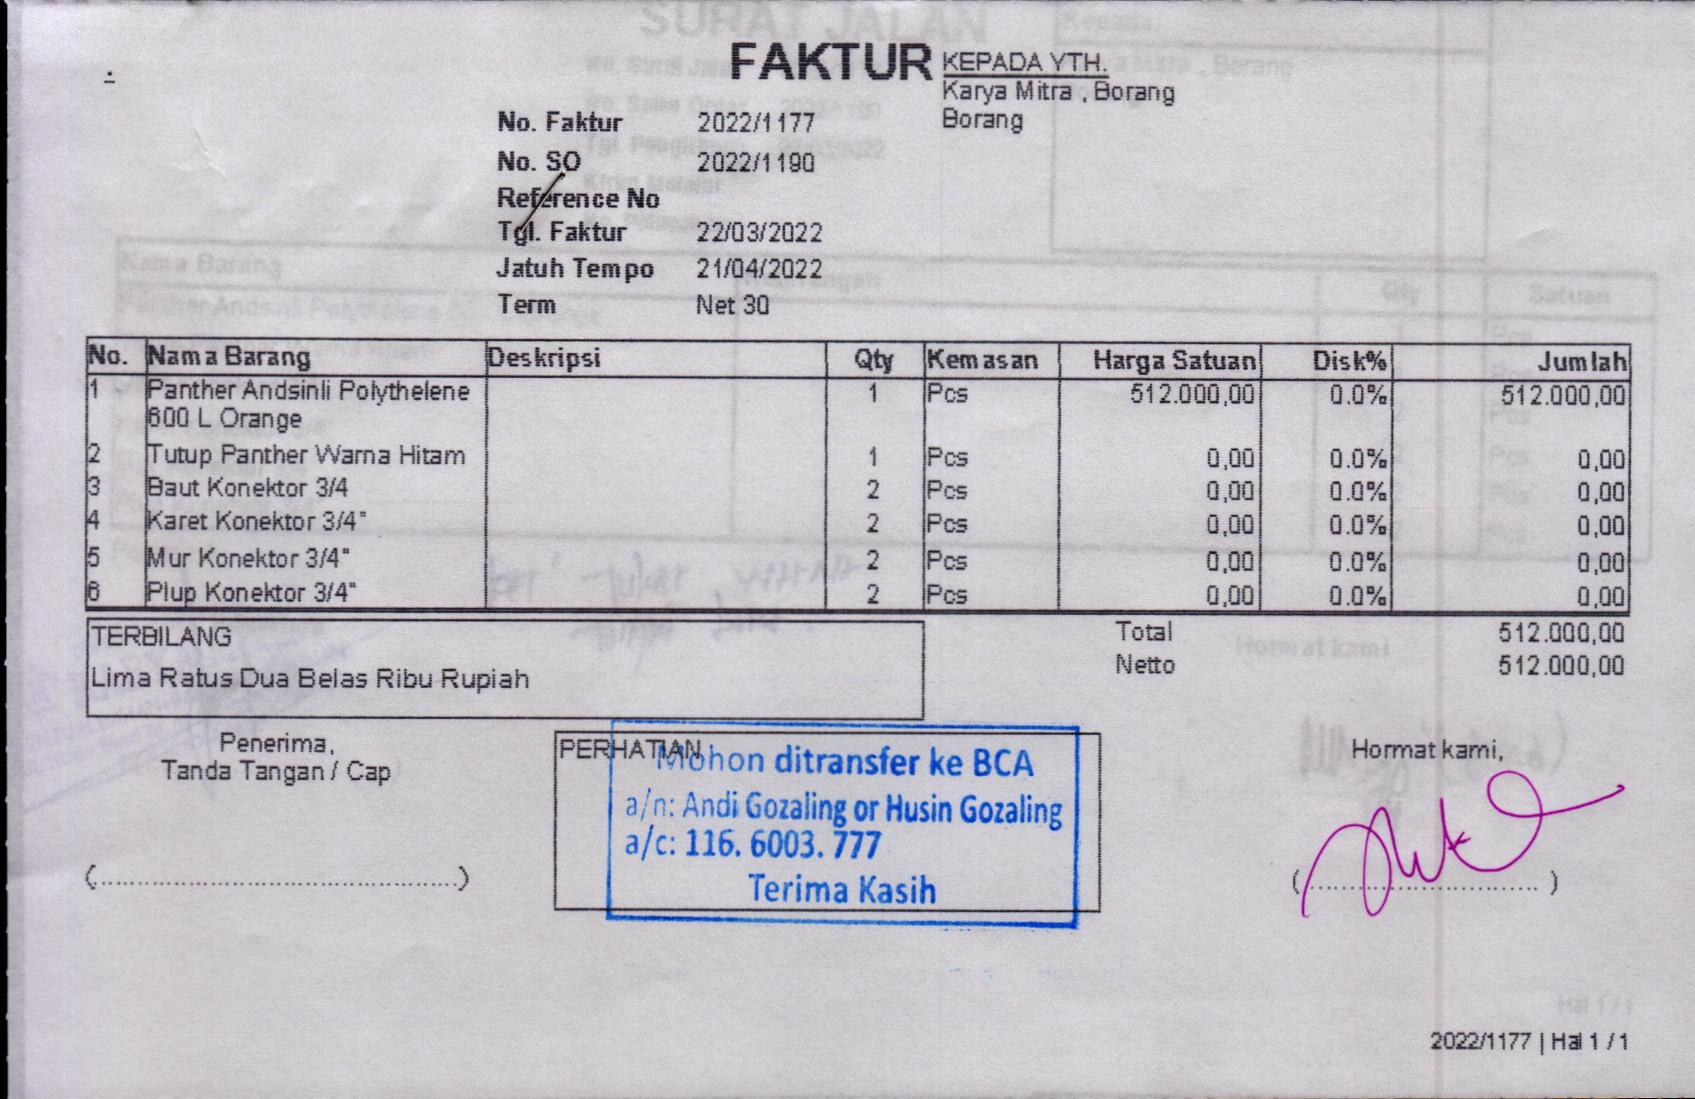 FAKTUR
KEPADA YTH.
Karya Mitra , Borang
Borang
No. Faktur 2022/1177
No. SO 2022/1190
Reference No
Tgl. Faktur 22/03/2022
Jatuh Tempo 21/04/2022
Term Net 30
No. Nama Barang Deskripsi Qty Kemasan Harga Satuan Disk% Jumlah
1 Panther Andsinli Polythelene 1 Pcs 512.000,00 0.0% 512.000,00
600 L Orange
2 Tutup Panther Warna Hitam 1 Pcs 0,00 0.0% 0,00
3 Baut Konektor 3/4 2 Pcs 0,00 0.0% 0,00
4 Karet Konektor 3/4" 2 Pcs 0,00 0.0% 0,00
5 Mur Konektor 3/4" 2 Pcs 0,00 0.0% 0,00
6 Plup Konektor 3/4" 2 Pcs 0,00 0.0% 0,00
TERBILANG
Lima Ratus Dua Belas Ribu Rupiah
Total 512.000,00
Netto 512.000,00
Penerima,
Tanda Tangan / Cap
(............................................)
PERHATIAN
Mohon ditransfer ke BCA
a/n: Andi Gozaling or Husin Gozaling
a/c: 116. 6003. 777
Terima Kasih
Hormat kami,
(............................)
2022/1177 | Hal 1 / 1